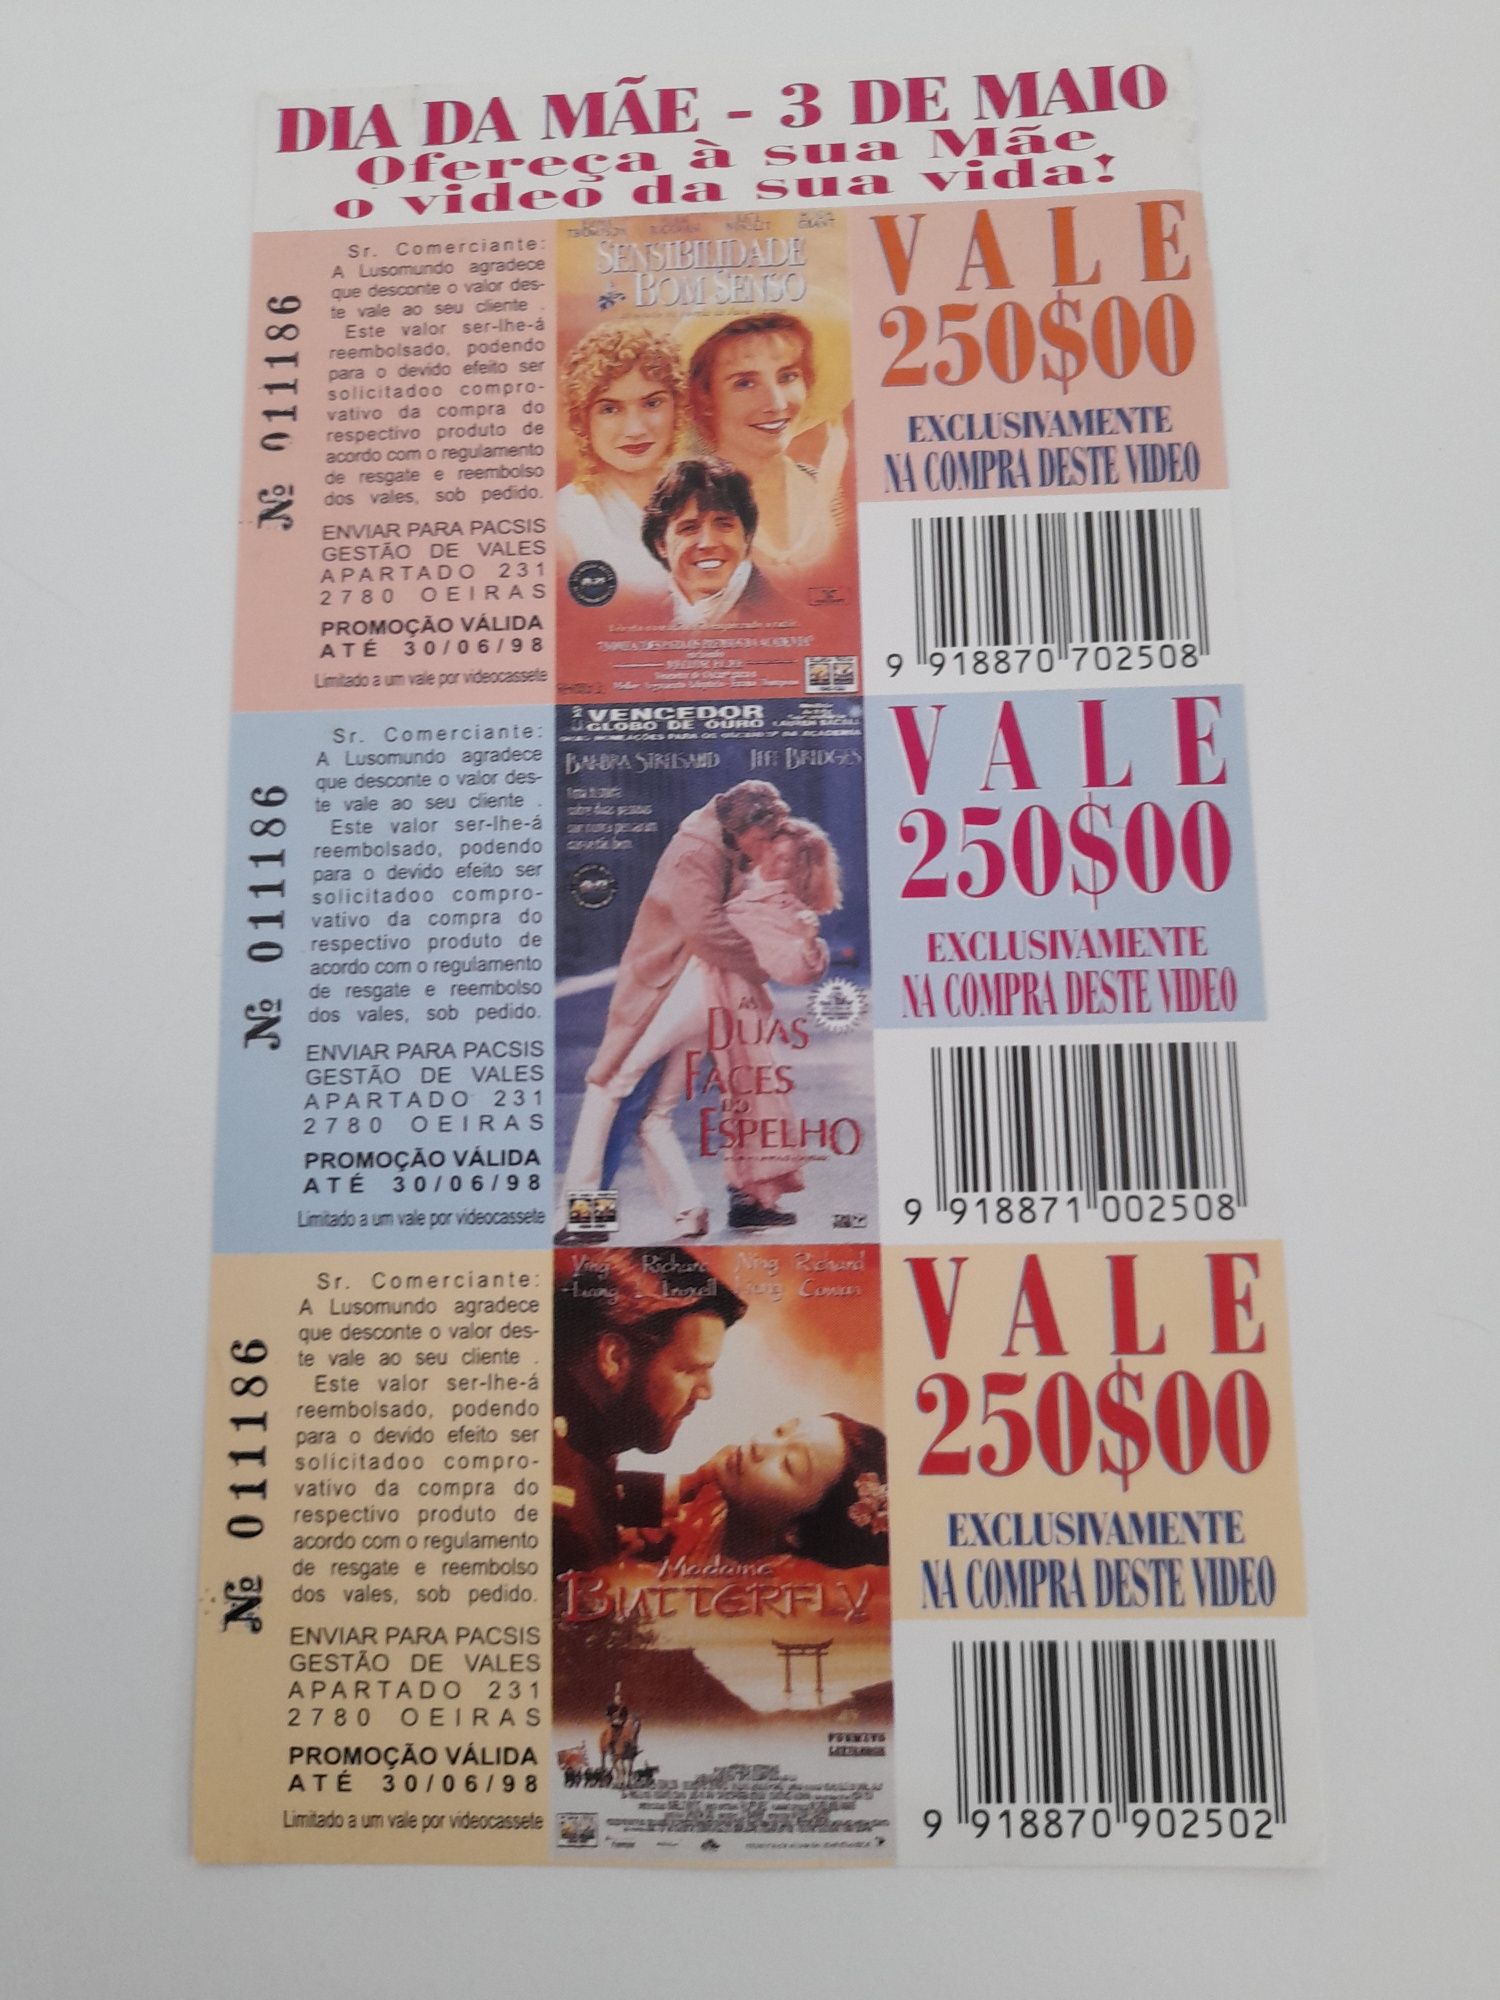 DIA DA MÃE - 3 DE MAIO
Ofereça à sua Mãe
o video da sua vida!
Nº 011186
Sr. Comerciante:
A Lusomundo agradece
que desconte o valor des-
te vale ao seu cliente .
Este valor ser-lhe-á
reembolsado, podendo
para o devido efeito ser
solicitadoo compro-
vativo da compra do
respectivo produto de
acordo com o regulamento
de resgate e reembolso
dos vales, sob pedido.
ENVIAR PARA PACSIS
GESTÃO DE VALES
APARTADO 231
2780 OEIRAS
PROMOÇÃO VÁLIDA
ATÉ 30/06/98
Limitado a um vale por videocassete
THOMPSON RICKMAN WINSLET GRANT
SENSIBILIDADE
E BOM SENSO
VALE
250$00
EXCLUSIVAMENTE
NA COMPRA DESTE VIDEO
9 918870 702508
Nº 011186
Sr. Comerciante:
A Lusomundo agradece
que desconte o valor des-
te vale ao seu cliente .
Este valor ser-lhe-á
reembolsado, podendo
para o devido efeito ser
solicitadoo compro-
vativo da compra do
respectivo produto de
acordo com o regulamento
de resgate e reembolso
dos vales, sob pedido.
ENVIAR PARA PACSIS
GESTÃO DE VALES
APARTADO 231
2780 OEIRAS
PROMOÇÃO VÁLIDA
ATÉ 30/06/98
Limitado a um vale por videocassete
VENCEDOR
GLOBO DE OURO
LAUREN BACALL
NOMEAÇÕES PARA OS OSCARS DA ACADEMIA
BARBRA STREISAND JEFF BRIDGES
AS
DUAS
FACES
DO
ESPELHO
VALE
250$00
EXCLUSIVAMENTE
NA COMPRA DESTE VIDEO
9 918871 002508
Nº 011186
Sr. Comerciante:
A Lusomundo agradece
que desconte o valor des-
te vale ao seu cliente .
Este valor ser-lhe-á
reembolsado, podendo
para o devido efeito ser
solicitadoo compro-
vativo da compra do
respectivo produto de
acordo com o regulamento
de resgate e reembolso
dos vales, sob pedido.
ENVIAR PARA PACSIS
GESTÃO DE VALES
APARTADO 231
2780 OEIRAS
PROMOÇÃO VÁLIDA
ATÉ 30/06/98
Limitado a um vale por videocassete
Ying Richard Ning Richard
Huang Troxell Liang Cowan
Madame
BUTTERFLY
FORMATO
VALE
250$00
EXCLUSIVAMENTE
NA COMPRA DESTE VIDEO
9 918870 902502